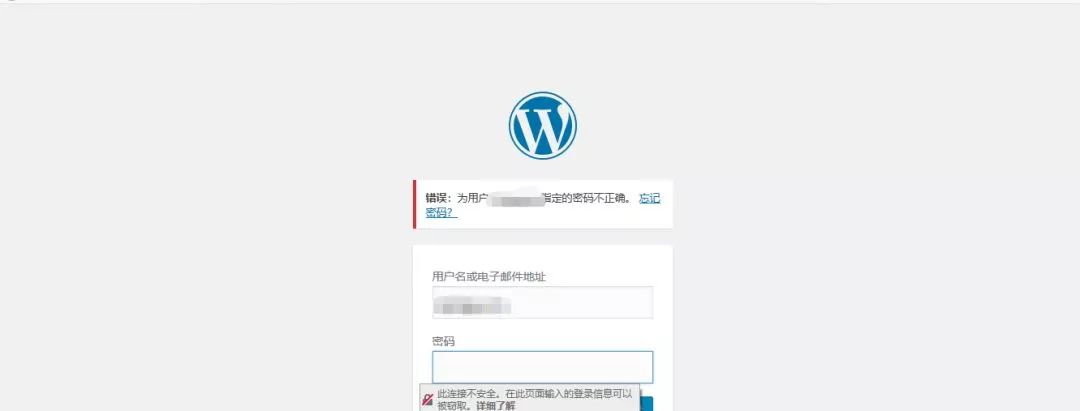 错误：为用户 指定的密码不正确。 忘记
密码？
用户名或电子邮件地址
密码
此连接不安全。在此页面输入的登录信息可以
被窃取。详细了解